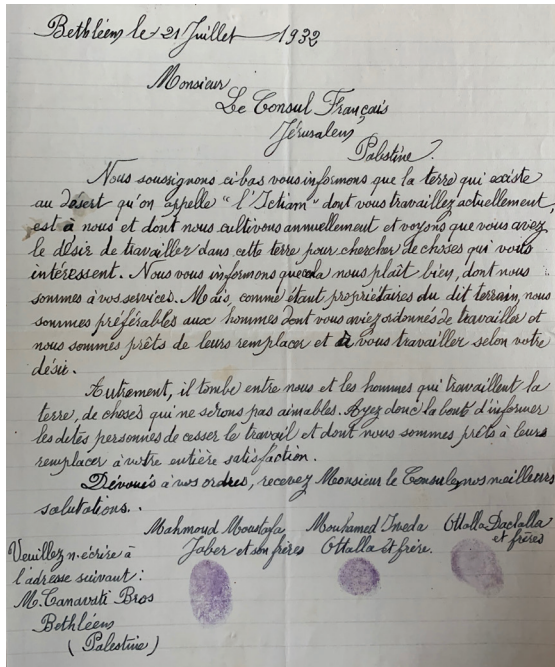 Bethléem le 21 Juillet 1932
Monsieur
Le Consul Français
Jérusalem,
Palestine.
Nous soussignons ci-bas vous informons que la terre qui existe
au désert qu'on appelle "l'Ichiam" dont vous travaillez actuellement,
est à nous et dont nous cultivons annuellement et voyons que vous avez
le désir de travailler dans cette terre pour chercher de choses qui vous
intéressent. Nous vous informons que cela nous plaît bien, dont nous
sommes à vos services. Mais, comme étant propriétaires du dit terrain, nous
sommes préférables aux hommes dont vous aviez ordonnés de travailler et
nous sommes prêts de leurs remplacer et à vous travailler selon votre
désir.
Autrement, il tombe entre nous et les hommes qui travaillent la
terre, de choses qui ne serons pas aimables. Ayez donc la bonté d'informer
les dites personnes de cesser le travail et dont nous sommes prêts à leurs
remplacer à votre entière satisfaction.
Dévoués à vos ordres, recevez Monsieur le Consul, nos meilleurs
salutations..
Mahmoud Moustafa Mouhamed Imeda Ottalla Dactalla
Jaber et son frères Ottalla et frère. et frères
Veuillez n. écrire à
l'adresse suivant:
M. Canavati Bros
Bethléem
(Palestine)